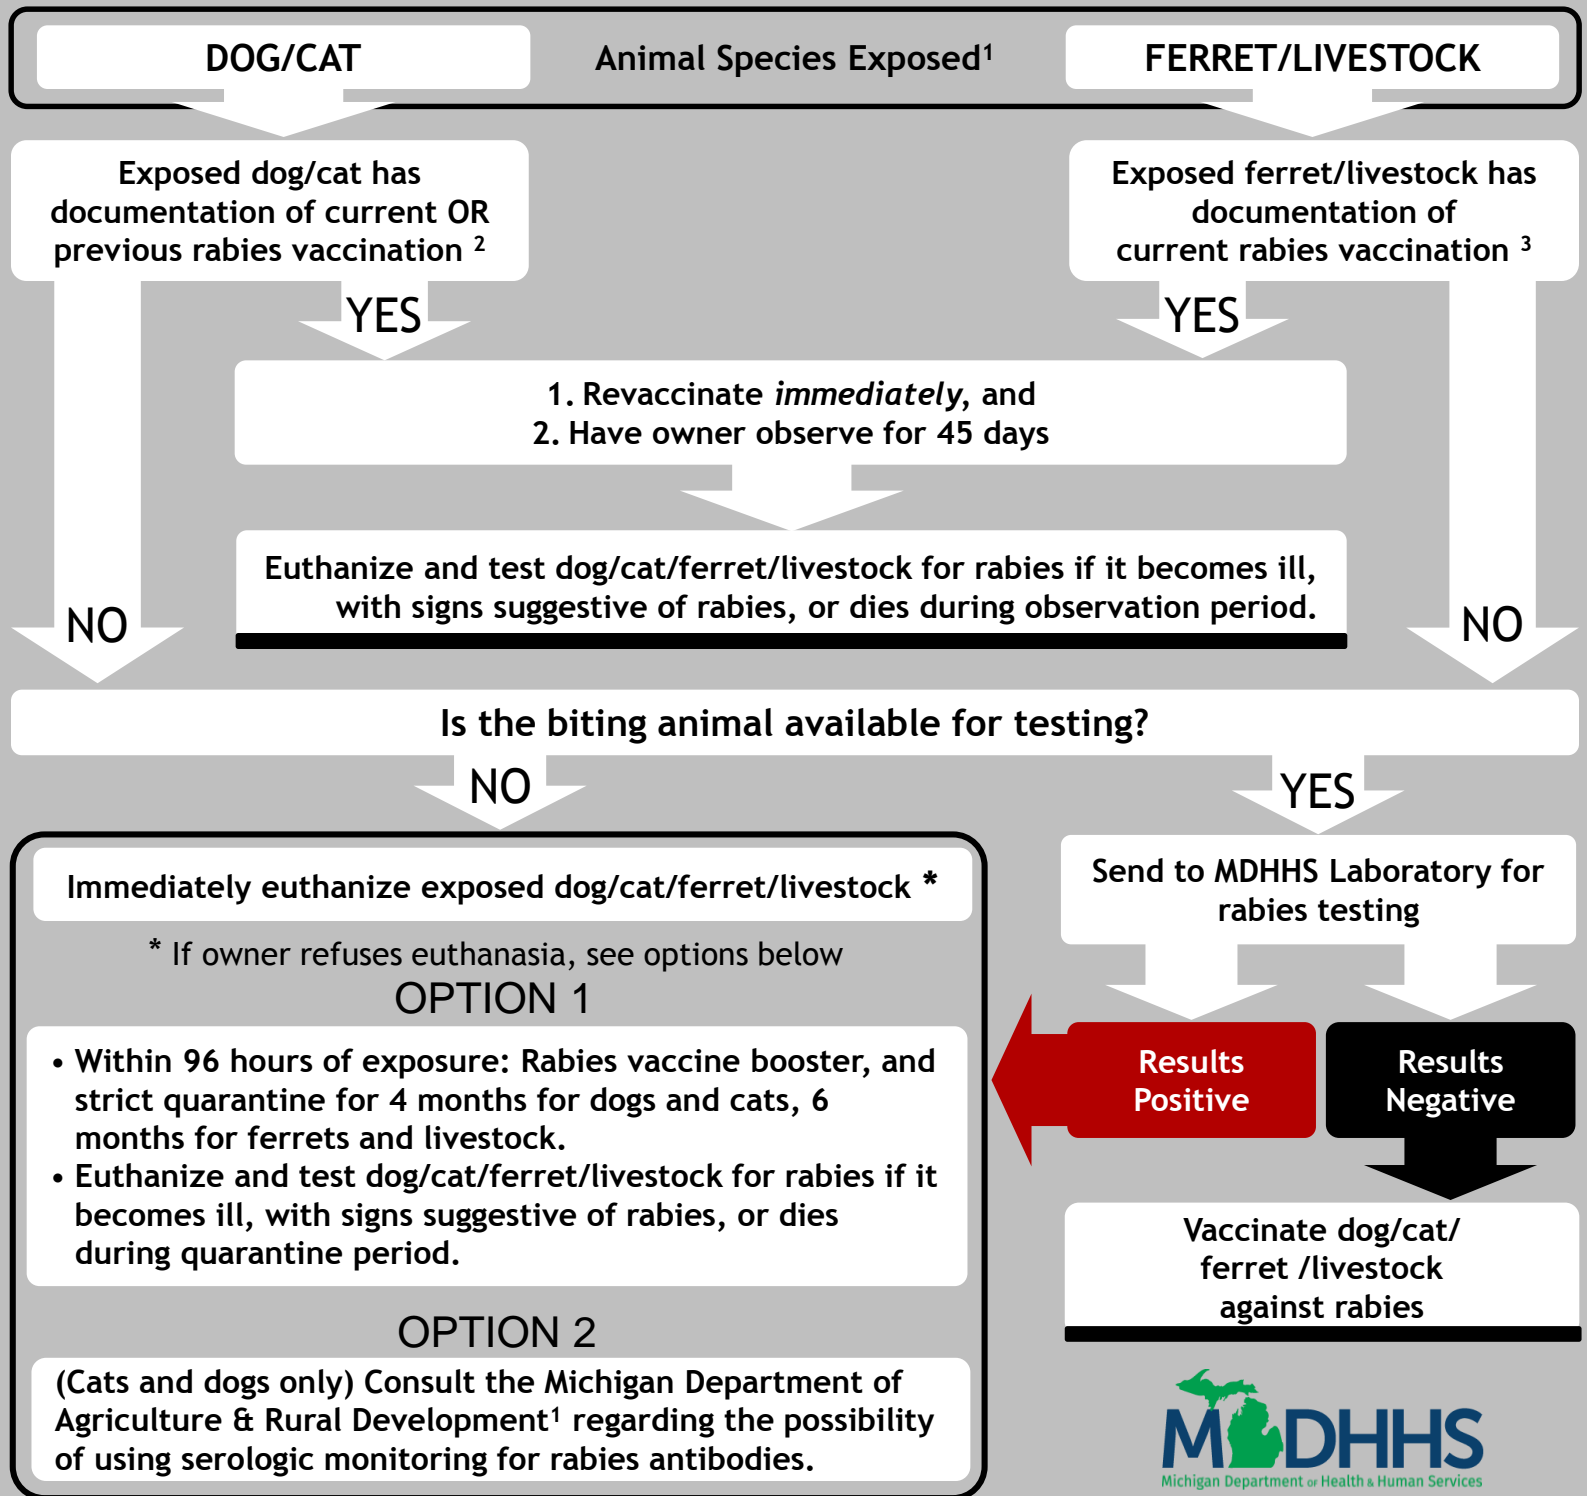 DOG/CAT
Animal Species Exposed¹
FERRET/LIVESTOCK
Exposed dog/cat has
documentation of current OR
previous rabies vaccination ²
Exposed ferret/livestock has
documentation of
current rabies vaccination ³
YES
YES
1. Revaccinate immediately, and
2. Have owner observe for 45 days
Euthanize and test dog/cat/ferret/livestock for rabies if it becomes ill,
with signs suggestive of rabies, or dies during observation period.
NO
NO
Is the biting animal available for testing?
NO
YES
Immediately euthanize exposed dog/cat/ferret/livestock *
* If owner refuses euthanasia, see options below
OPTION 1
• Within 96 hours of exposure: Rabies vaccine booster, and
strict quarantine for 4 months for dogs and cats, 6
months for ferrets and livestock.
• Euthanize and test dog/cat/ferret/livestock for rabies if it
becomes ill, with signs suggestive of rabies, or dies
during quarantine period.
OPTION 2
(Cats and dogs only) Consult the Michigan Department of
Agriculture & Rural Development¹ regarding the possibility
of using serologic monitoring for rabies antibodies.
Send to MDHHS Laboratory for
rabies testing
Results
Positive
Results
Negative
Vaccinate dog/cat/
ferret /livestock
against rabies
MDHHS
Michigan Department of Health & Human Services